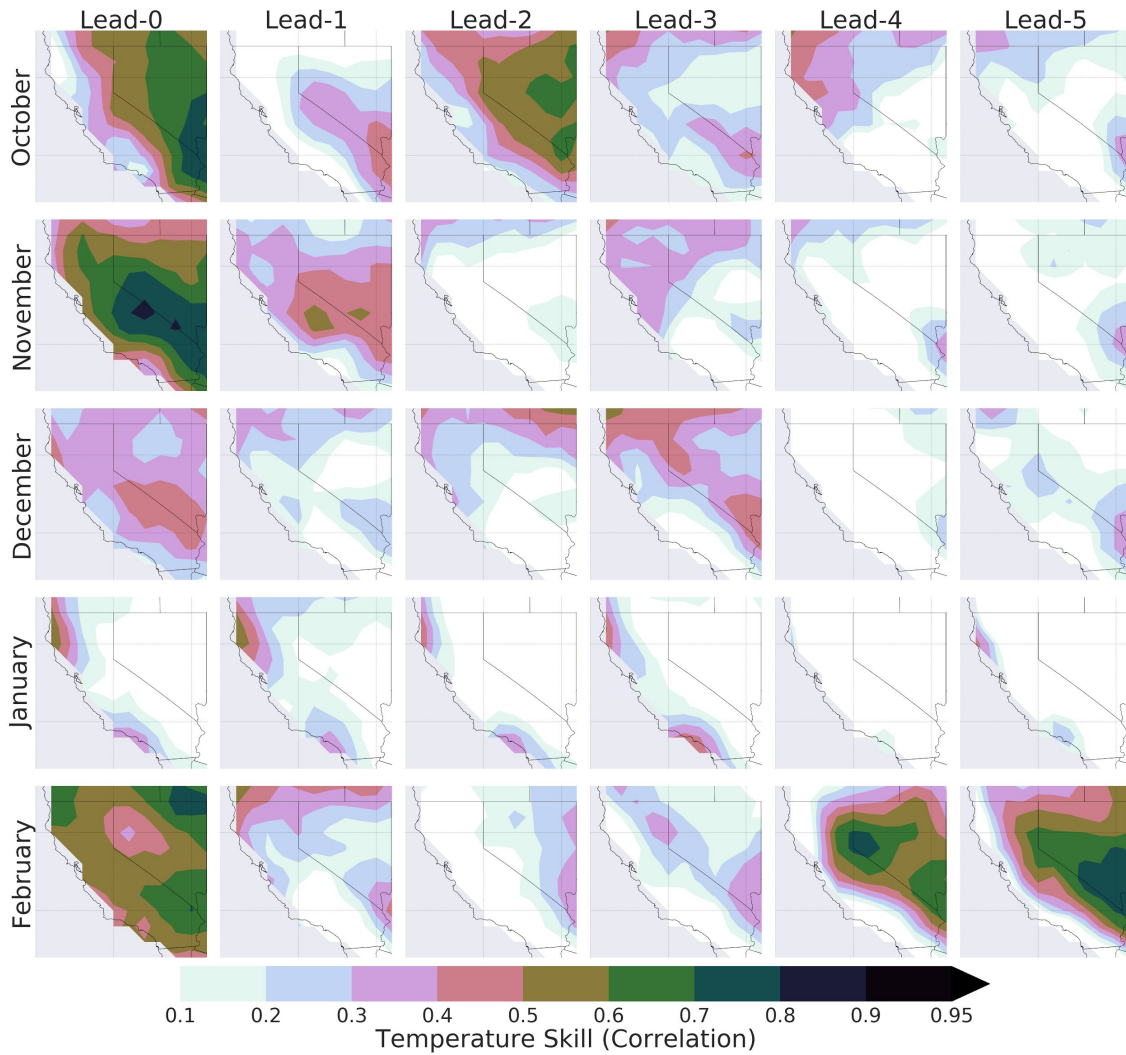 Lead-0 Lead-1 Lead-2 Lead-3 Lead-4 Lead-5
October
November
December
January
February
0.1 0.2 0.3 0.4 0.5 0.6 0.7 0.8 0.9 0.95
Temperature Skill (Correlation)